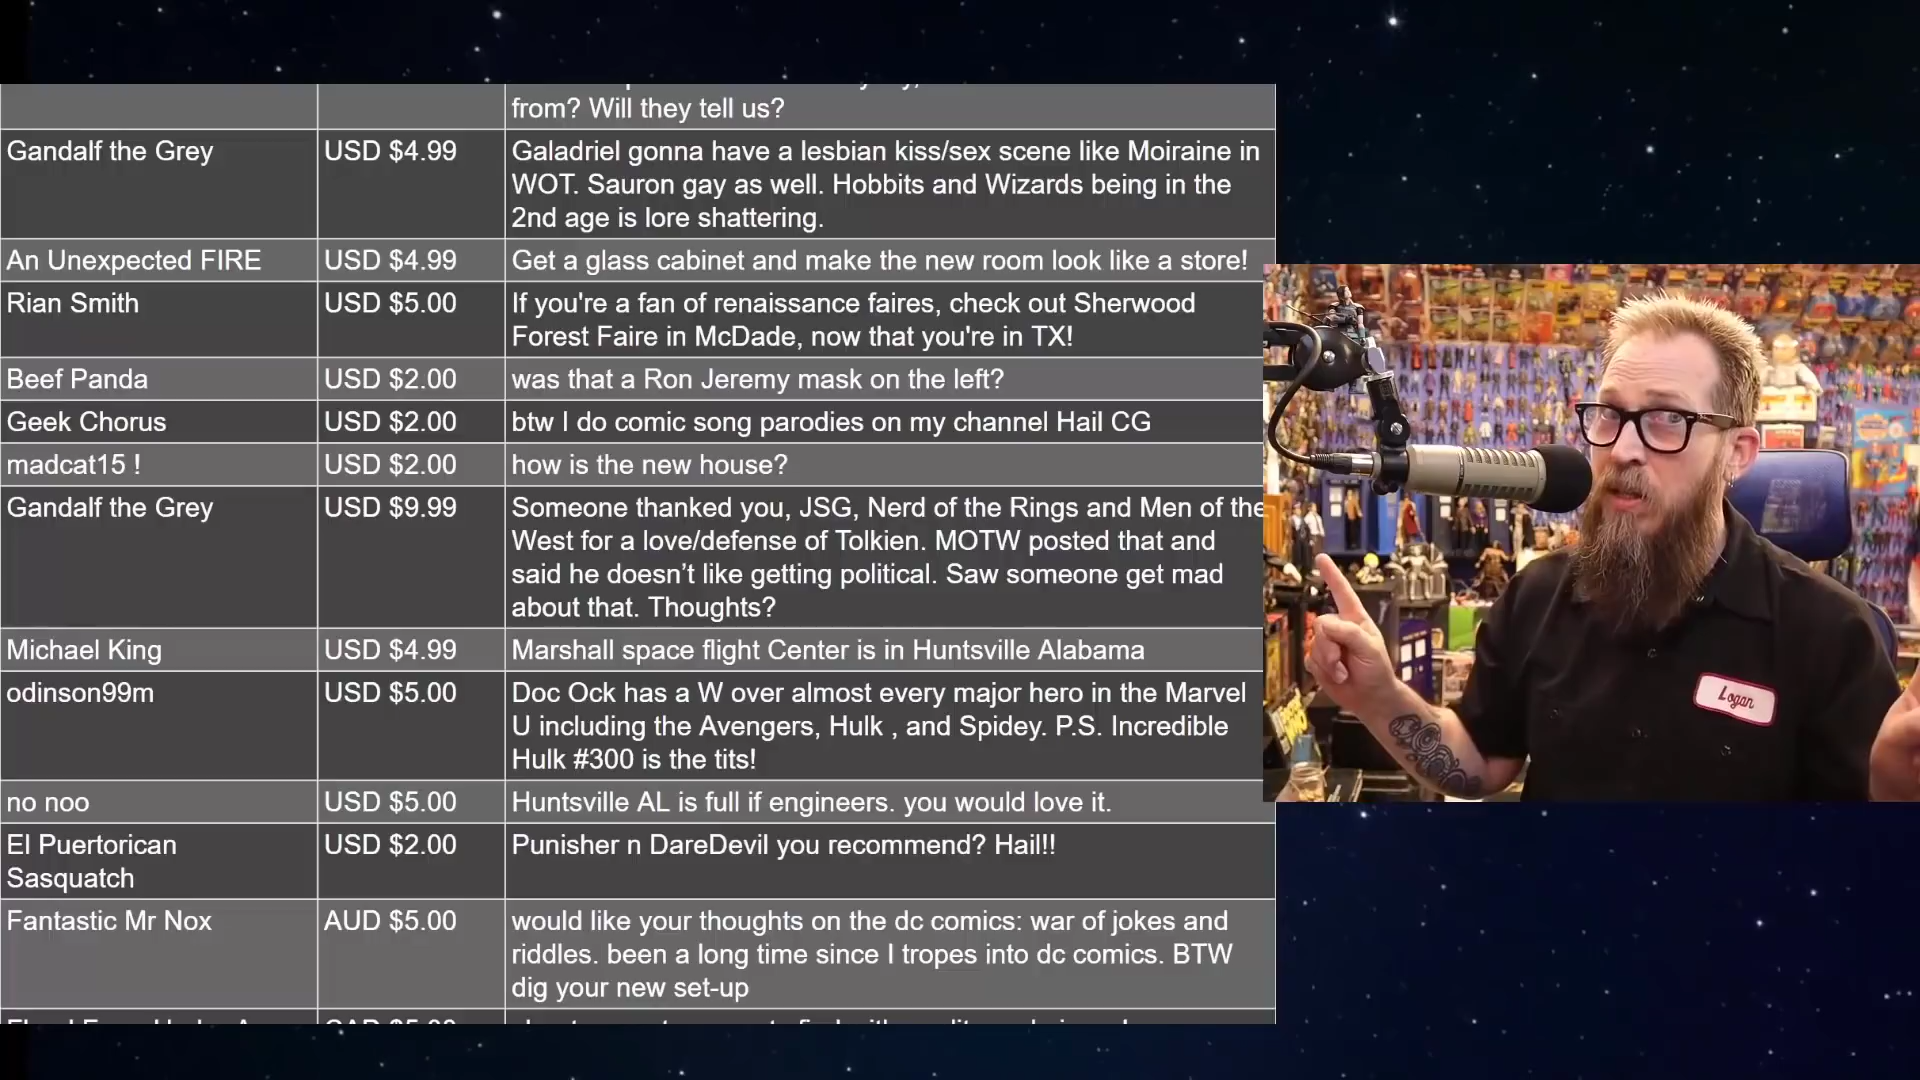 from? Will they tell us?
Gandalf the Grey USD $4.99 Galadriel gonna have a lesbian kiss/sex scene like Moiraine in
WOT. Sauron gay as well. Hobbits and Wizards being in the
2nd age is lore shattering.
An Unexpected FIRE USD $4.99 Get a glass cabinet and make the new room look like a store!
Rian Smith USD $5.00 If you're a fan of renaissance faires, check out Sherwood
Forest Faire in McDade, now that you're in TX!
Beef Panda USD $2.00 was that a Ron Jeremy mask on the left?
Geek Chorus USD $2.00 btw I do comic song parodies on my channel Hail CG
madcat15 ! USD $2.00 how is the new house?
Gandalf the Grey USD $9.99 Someone thanked you, JSG, Nerd of the Rings and Men of the
West for a love/defense of Tolkien. MOTW posted that and
said he doesn’t like getting political. Saw someone get mad
about that. Thoughts?
Michael King USD $4.99 Marshall space flight Center is in Huntsville Alabama
odinson99m USD $5.00 Doc Ock has a W over almost every major hero in the Marvel
U including the Avengers, Hulk , and Spidey. P.S. Incredible
Hulk #300 is the tits!
no noo USD $5.00 Huntsville AL is full if engineers. you would love it.
El Puertorican USD $2.00 Punisher n DareDevil you recommend? Hail!!
Sasquatch
Fantastic Mr Nox AUD $5.00 would like your thoughts on the dc comics: war of jokes and
riddles. been a long time since I tropes into dc comics. BTW
dig your new set-up
Logan